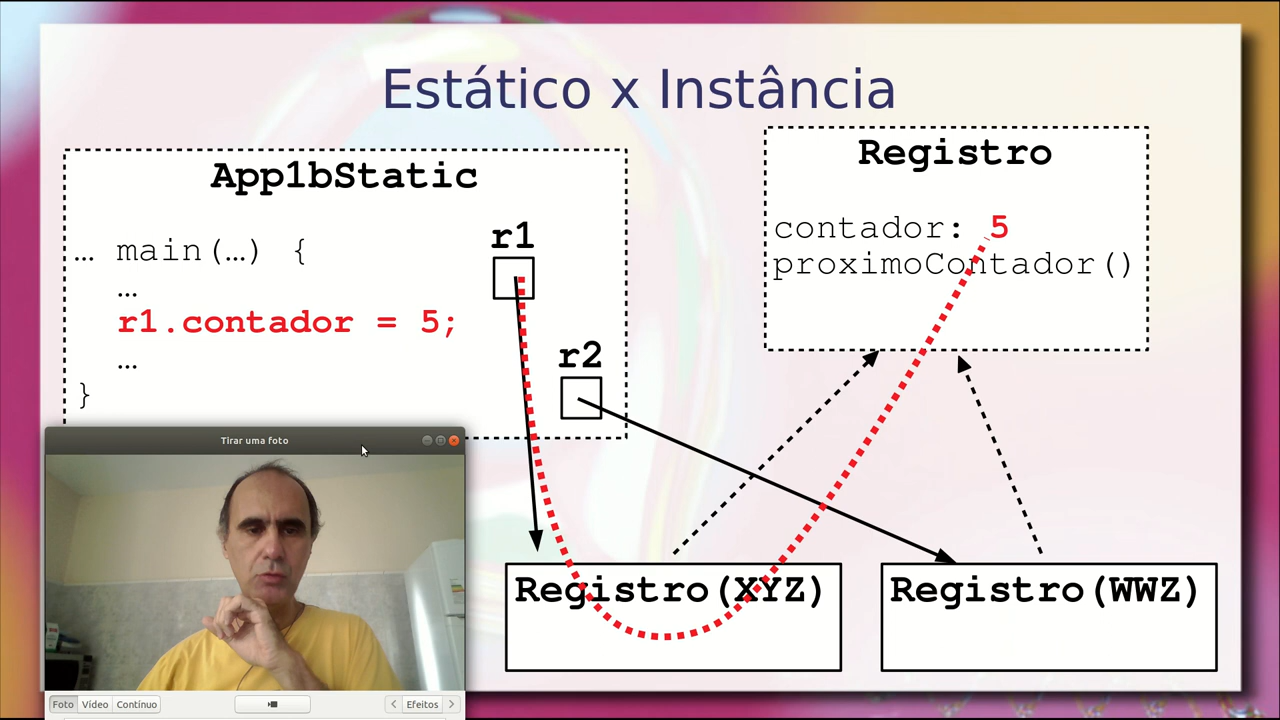 Estático x Instância
App1bStatic
… main(…) {
…
r1.contador = 5;
…
}
r1
r2
Registro
contador: 5
proximoContador()
Registro(XYZ)
Registro(WWZ)
Tirar uma foto
Foto
Vídeo
Contínuo
Efeitos